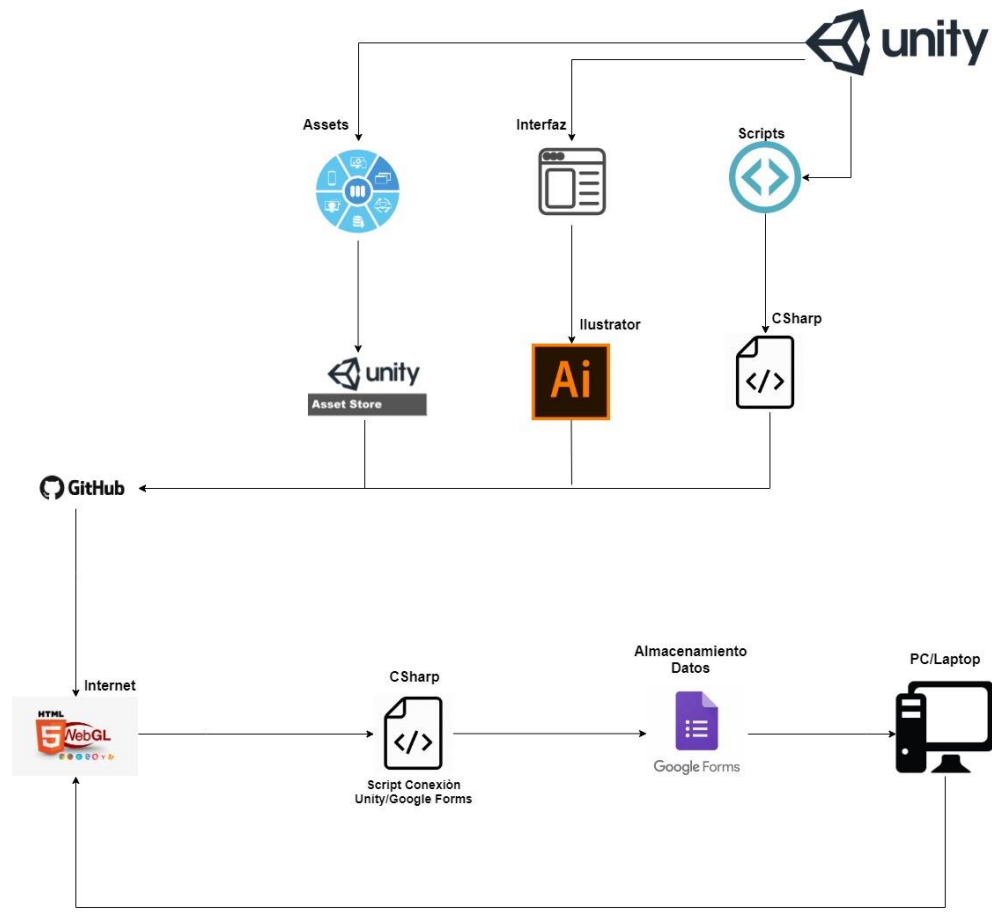 unity
Assets
Interfaz
Scripts
Ilustrator
CSharp
unity
Asset Store
Ai
</>
GitHub
Internet
HTML
5
WebGL
CSharp
</>
Script Conexiòn
Unity/Google Forms
Almacenamiento
Datos
Google Forms
PC/Laptop